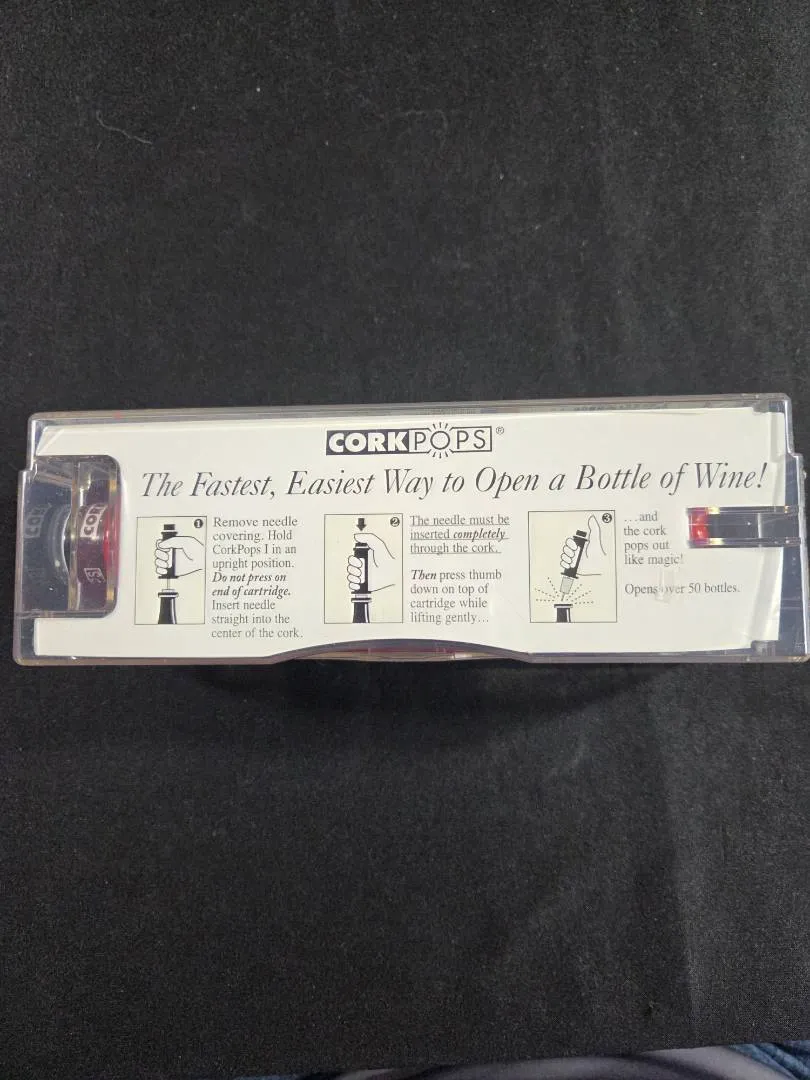 CORKPOPS®
The Fastest, Easiest Way to Open a Bottle of Wine!
1
Remove needle
covering. Hold
CorkPops I in an
upright position.
Do not press on
end of cartridge.
Insert needle
straight into the
center of the cork.
2
The needle must be
inserted completely
through the cork.
Then press thumb
down on top of
cartridge while
lifting gently…
3
…and
the cork
pops out
like magic!
Opens over 50 bottles.